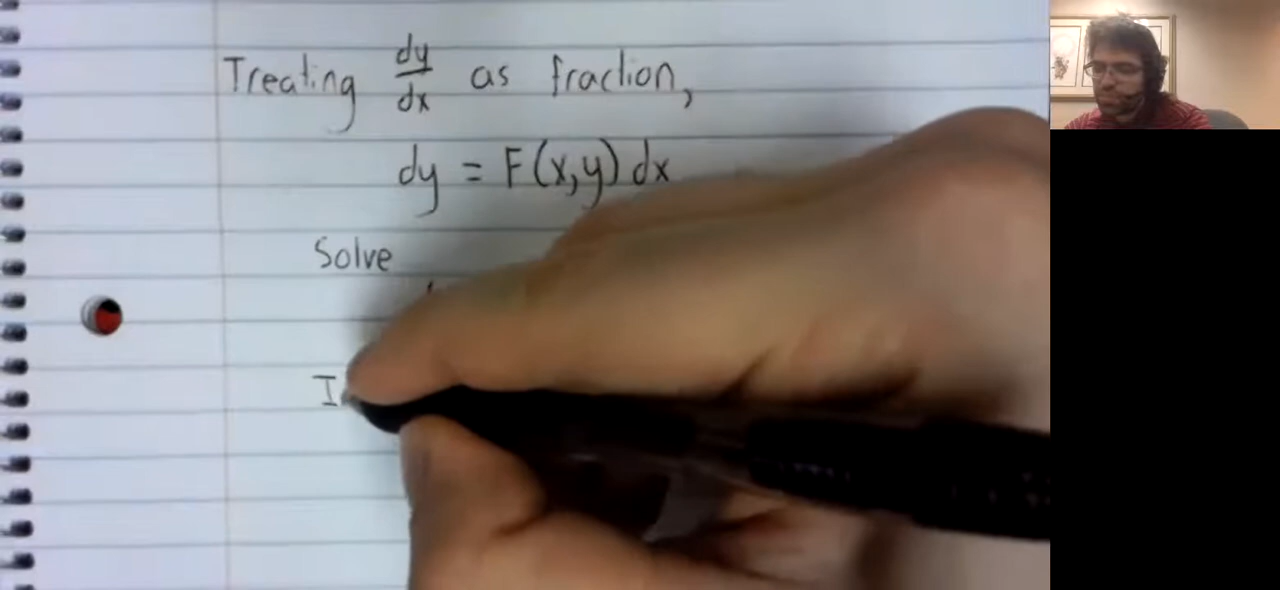 Treating dy/dx as fraction,
dy = F(x,y) dx
Solve